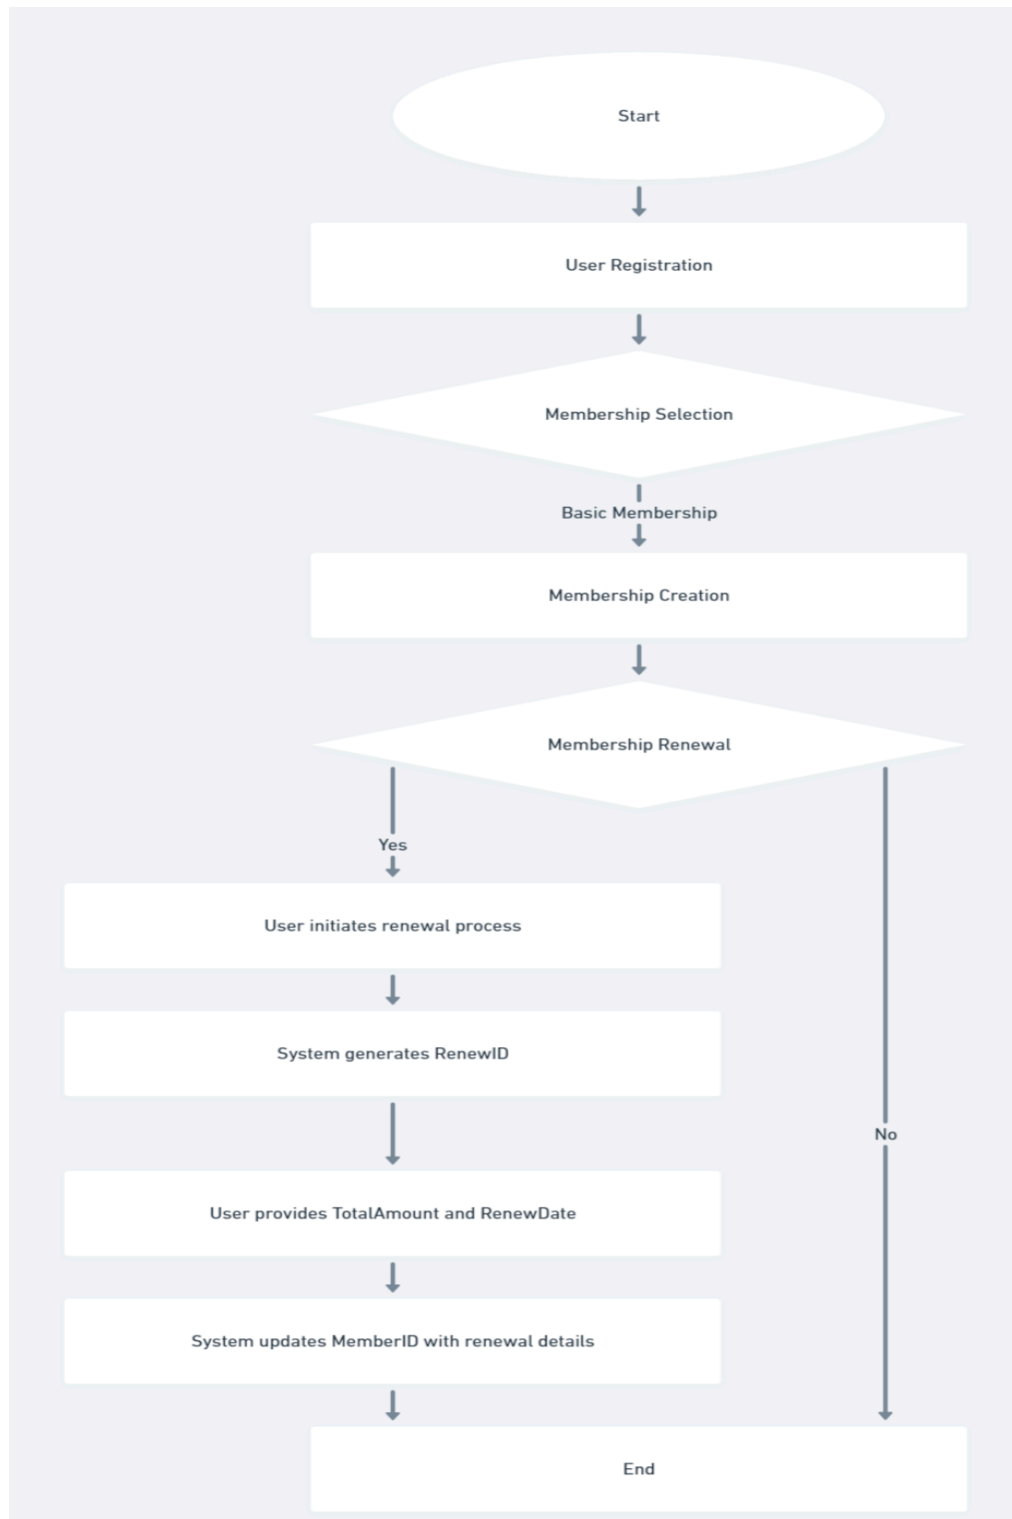 Start
User Registration
Membership Selection
Basic Membership
Membership Creation
Membership Renewal
Yes
User initiates renewal process
System generates RenewID
No
User provides TotalAmount and RenewDate
System updates MemberID with renewal details
End